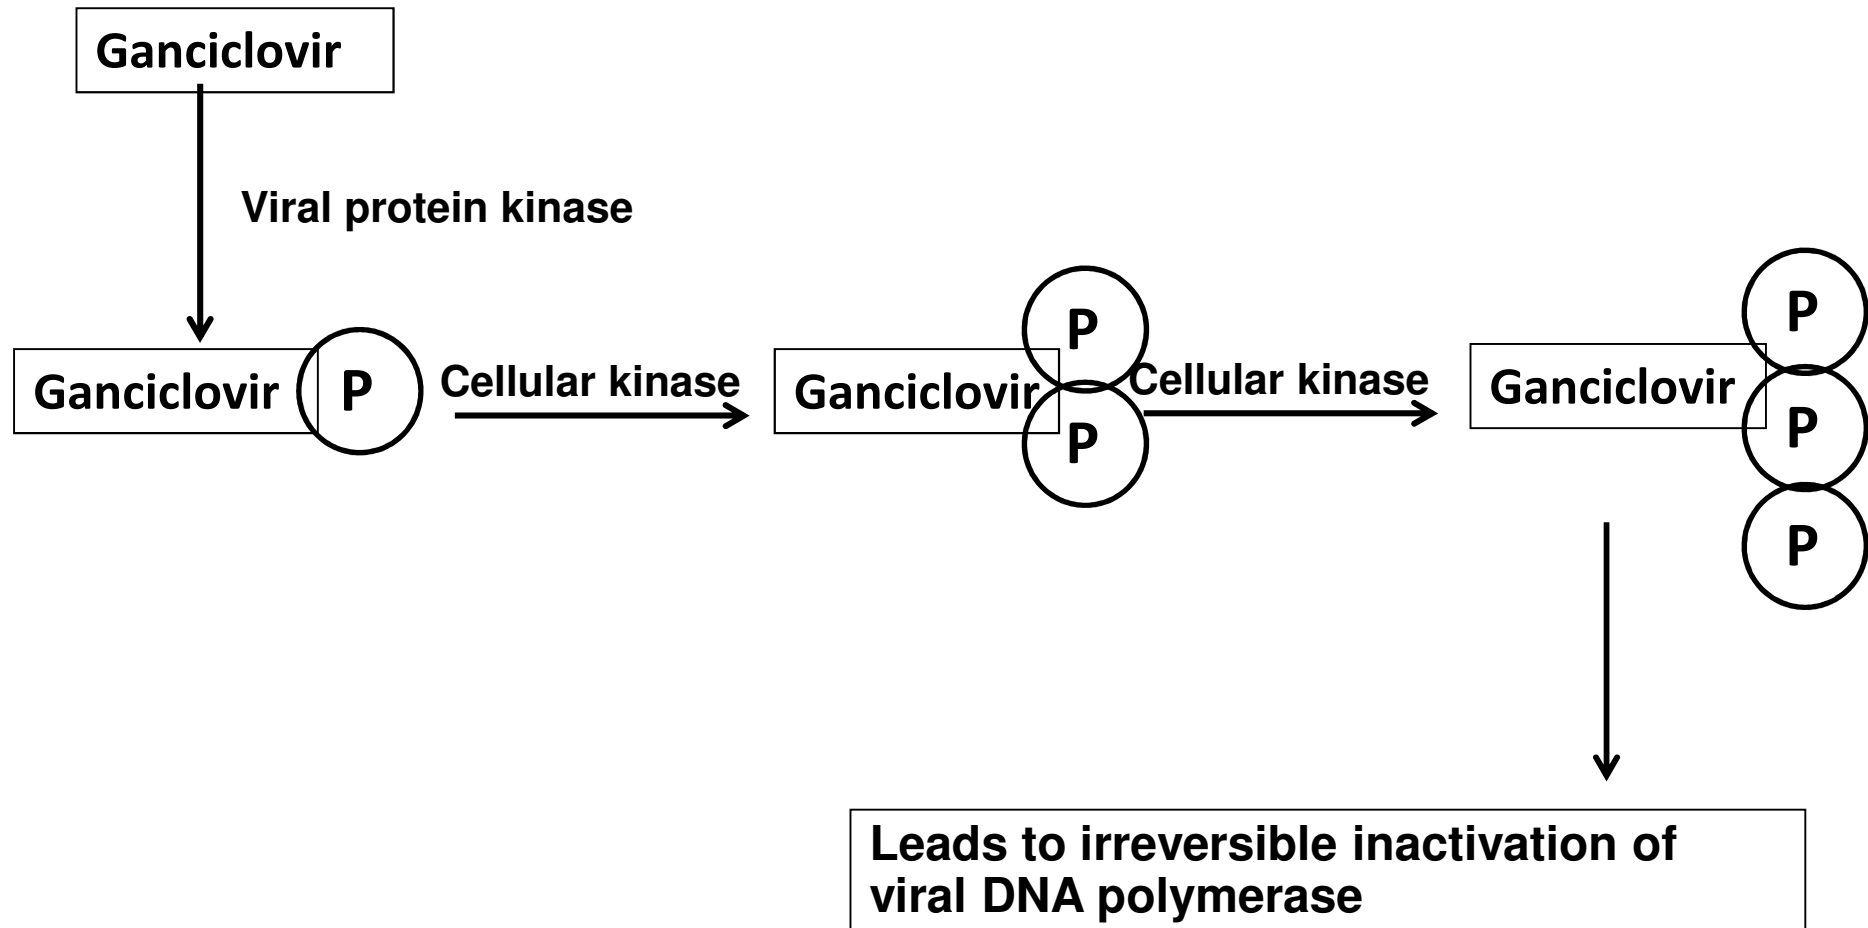 Ganciclovir
Viral protein kinase
Ganciclovir P
Cellular kinase
Ganciclovir
P
P
Cellular kinase
Ganciclovir
P
P
P
Leads to irreversible inactivation of
viral DNA polymerase